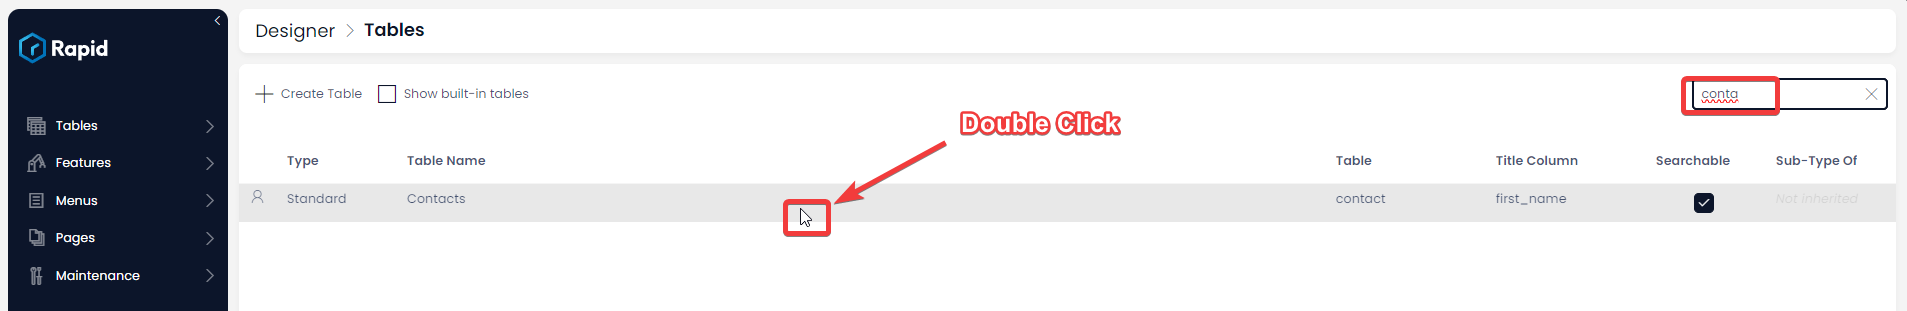 Rapid
Tables
Features
Menus
Pages
Maintenance
Designer > Tables
Create Table Show built-in tables
conta
Double Click
Type Table Name Table Title Column Searchable Sub-Type Of
Standard Contacts contact first_name Not inherited